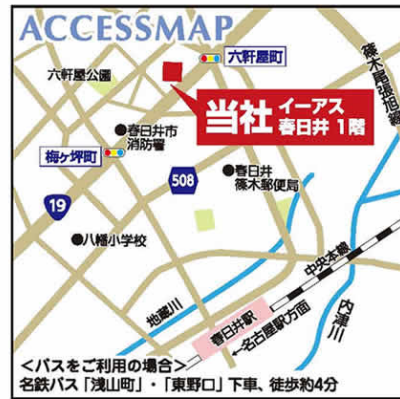 ACCESSMAP
六軒屋町
六軒屋公園
当社 イーアス
春日井 1階
篠木尾張旭線
春日井市
消防署
梅ヶ坪町
508
春日井
篠木郵便局
19
八幡小学校
中央本線
地蔵川
春日井駅
←名古屋駅方面
内津川
<バスをご利用の場合>
名鉄バス「浅山町」・「東野口」下車、徒歩約4分